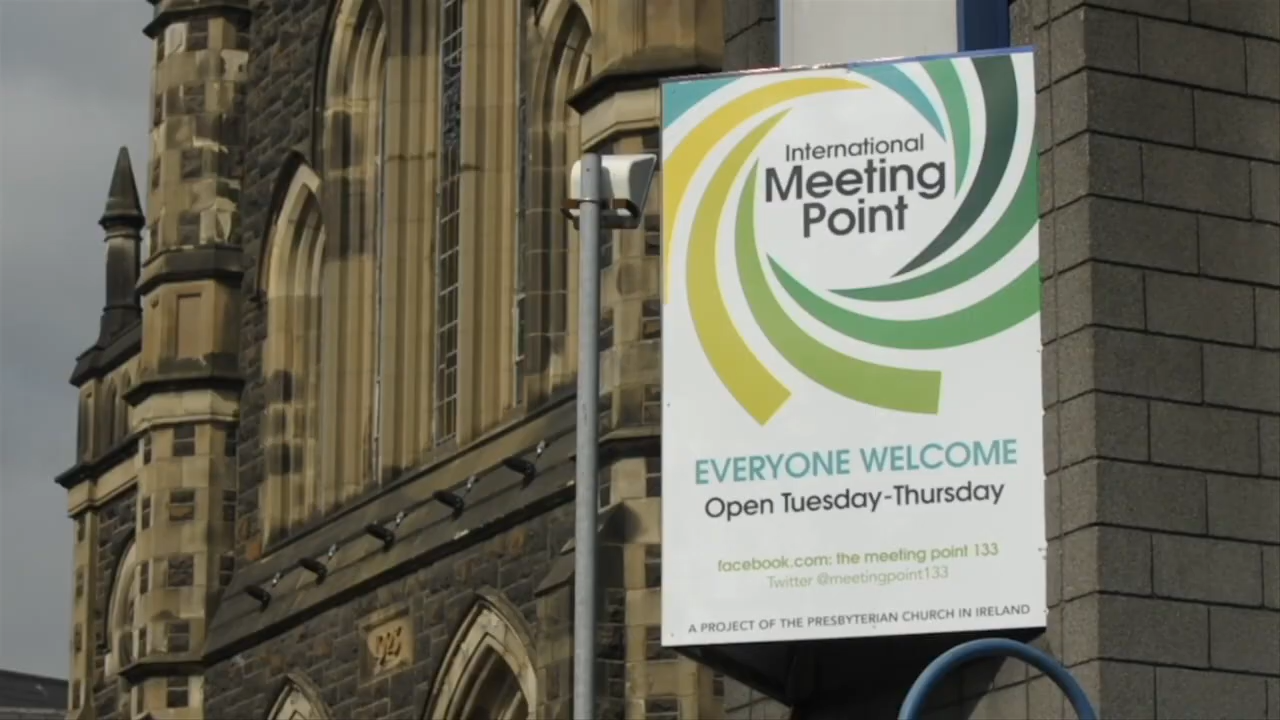 International
Meeting
Point
EVERYONE WELCOME
Open Tuesday-Thursday
facebook.com: the meeting point 133
Twitter @meetingpoint133
A PROJECT OF THE PRESBYTERIAN CHURCH IN IRELAND